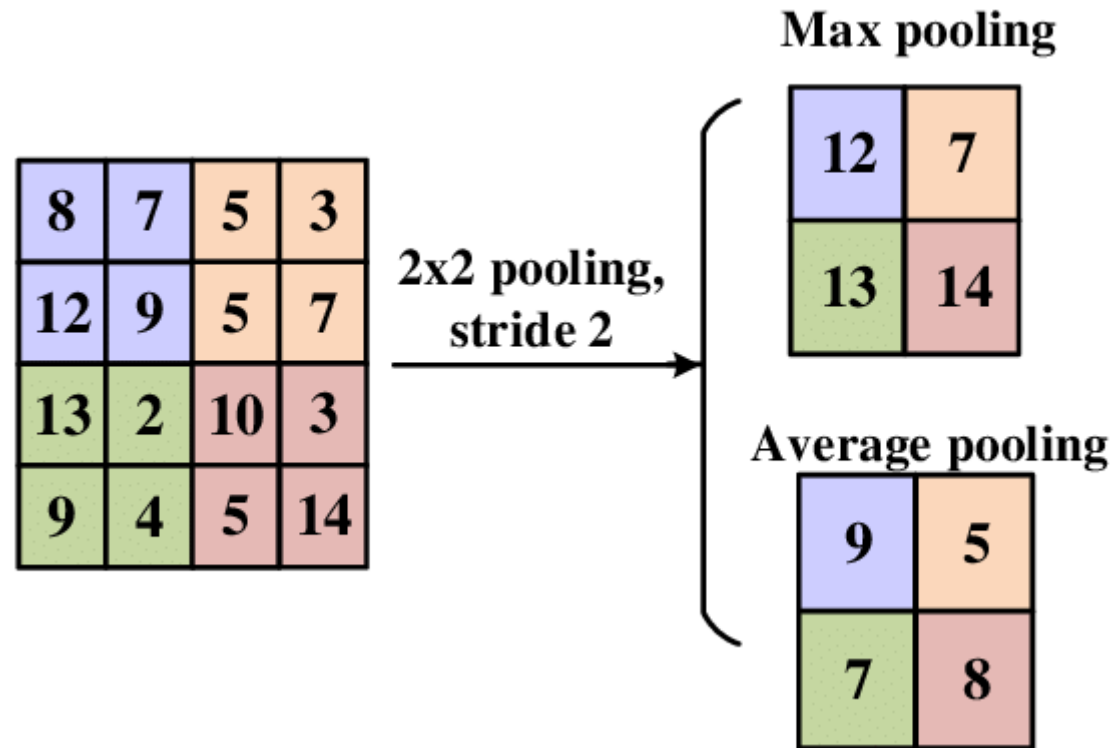 Max pooling
12 7
13 14
8 7 5 3
12 9 5 7
13 2 10 3
9 4 5 14
2x2 pooling,
stride 2
Average pooling
9 5
7 8